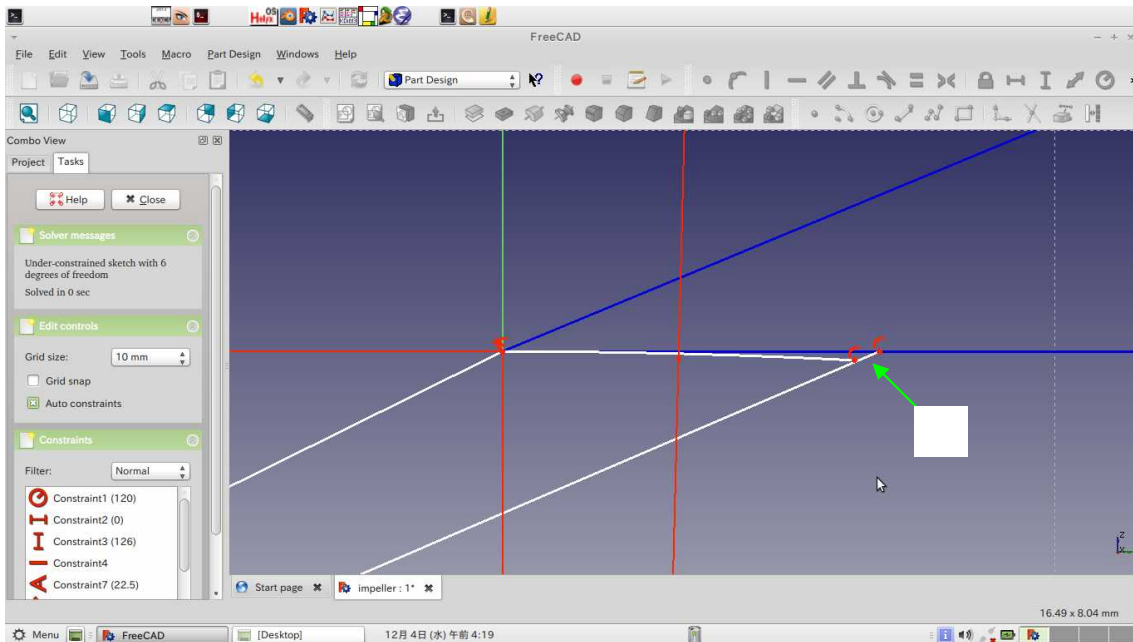 FreeCAD
File Edit View Tools Macro Part Design Windows Help
Part Design
Combo View
Project Tasks
Help Close
Solver messages
Under-constrained sketch with 6
degrees of freedom
Solved in 0 sec
Edit controls
Grid size: 10 mm
Grid snap
Auto constraints
Constraints
Filter: Normal
Constraint1 (120)
Constraint2 (0)
Constraint3 (126)
Constraint4
Constraint7 (22.5)
z
x
Start page impeller : 1*
16.49 x 8.04 mm
Menu FreeCAD [Desktop] 12月 4日 (水) 午前 4:19